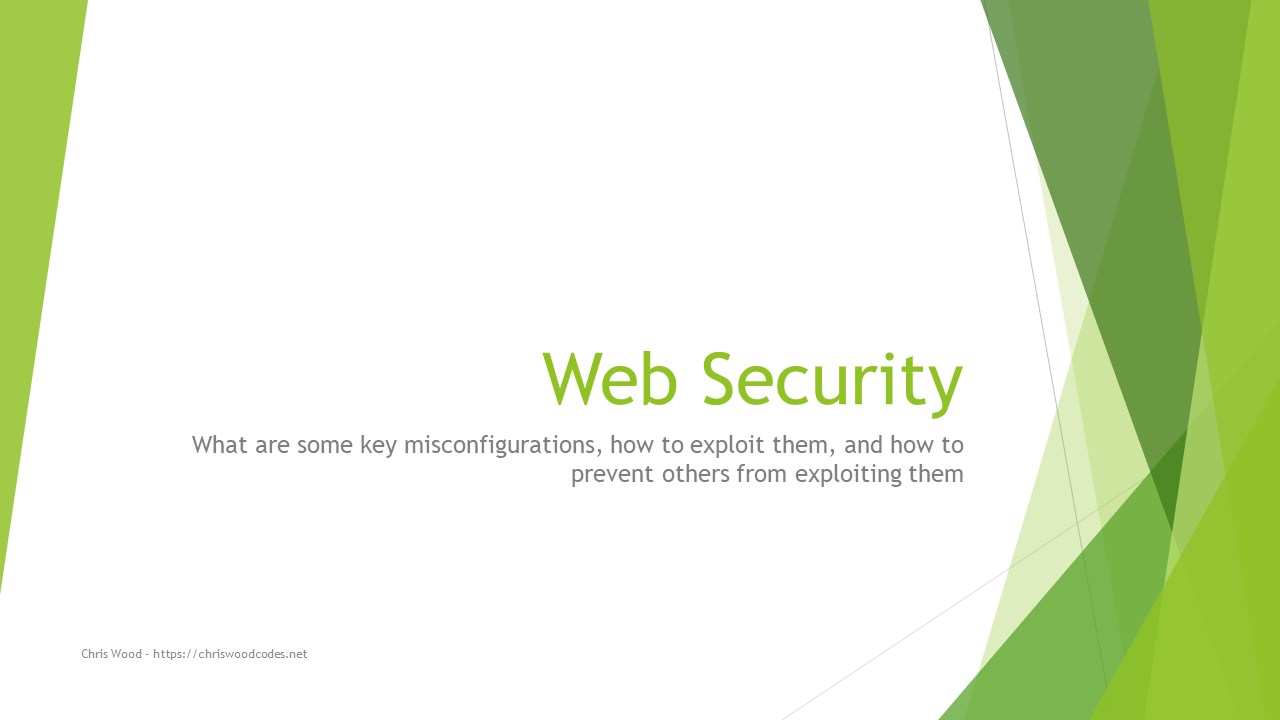 Web Security
What are some key misconfigurations, how to exploit them, and how to
prevent others from exploiting them
Chris Wood - https://chriswoodcodes.net